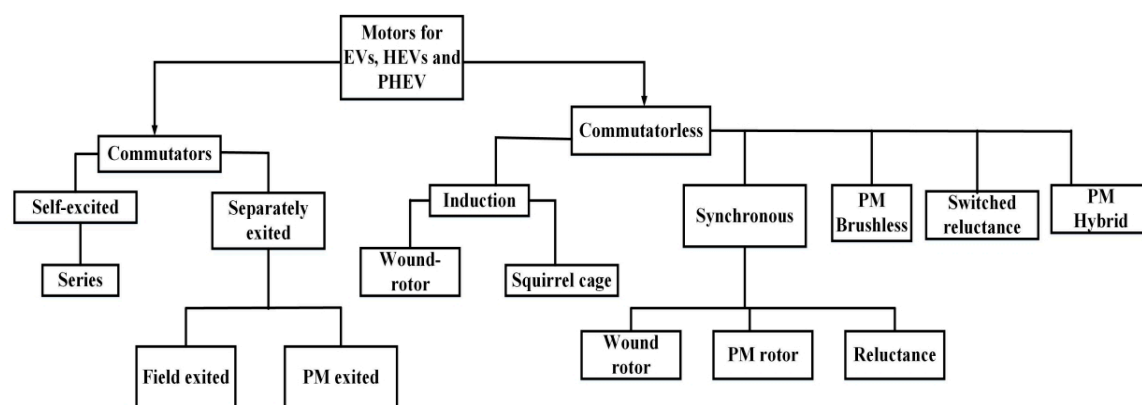 Motors for
EVs, HEVs and
PHEV
Commutators
Commutatorless
Self-excited
Separately
exited
Induction
Synchronous
PM
Brushless
Switched
reluctance
PM
Hybrid
Series
Wound-
rotor
Squirrel cage
Field exited
PM exited
Wound
rotor
PM rotor
Reluctance